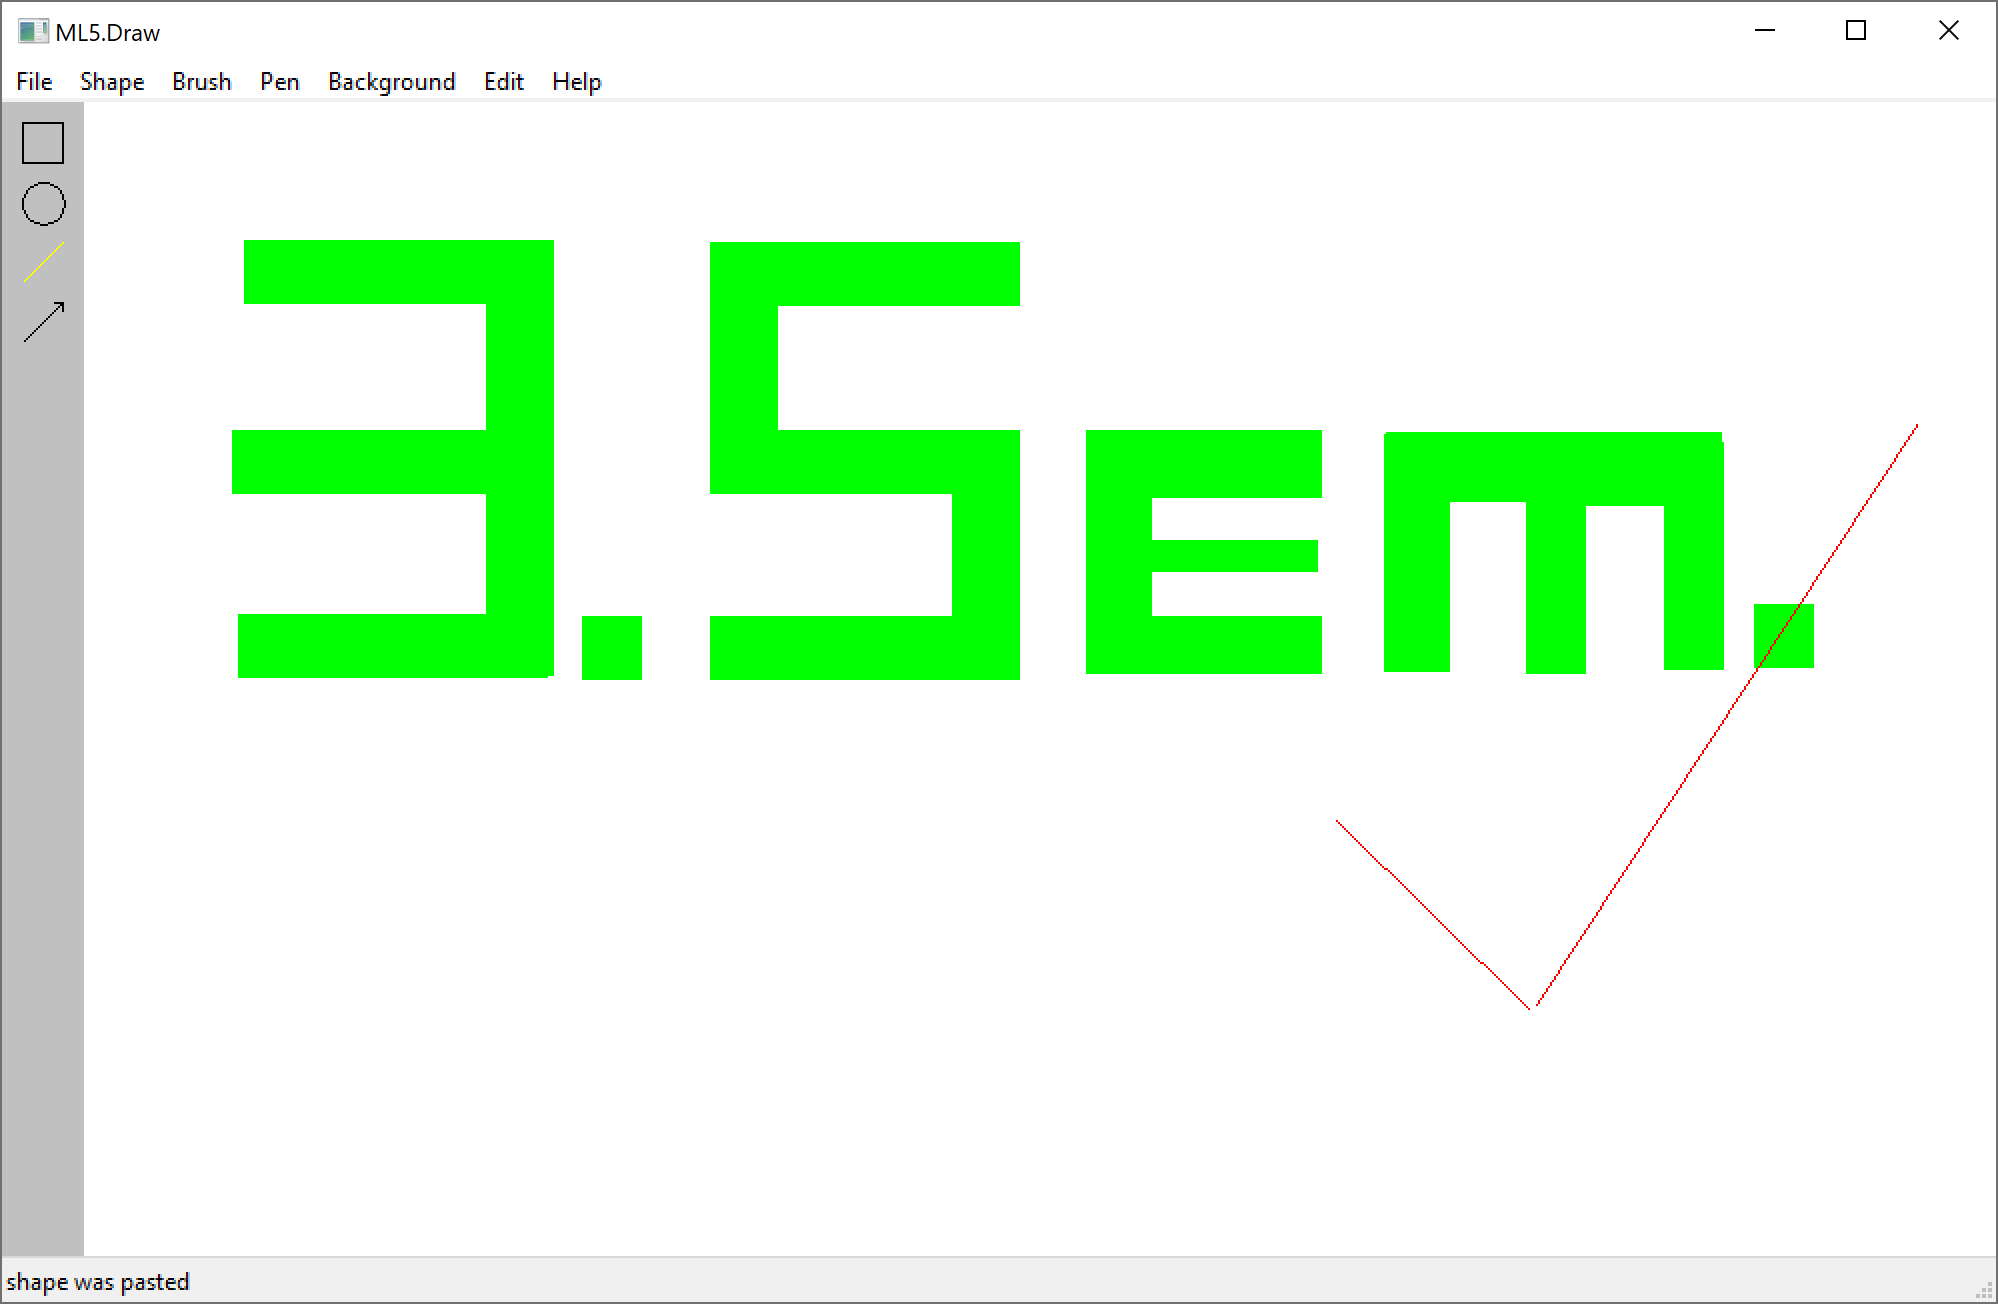 ML5.Draw
File Shape Brush Pen Background Edit Help
3.5em.
shape was pasted